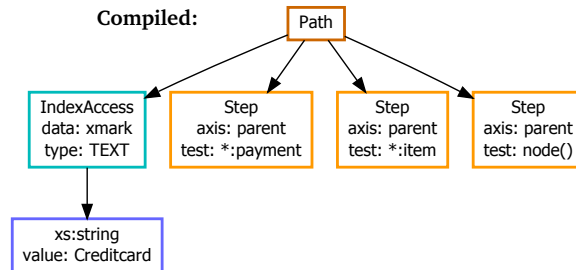 Compiled:
Path
IndexAccess
data: xmark
type: TEXT
Step
axis: parent
test: *:payment
Step
axis: parent
test: *:item
Step
axis: parent
test: node()
xs:string
value: Creditcard